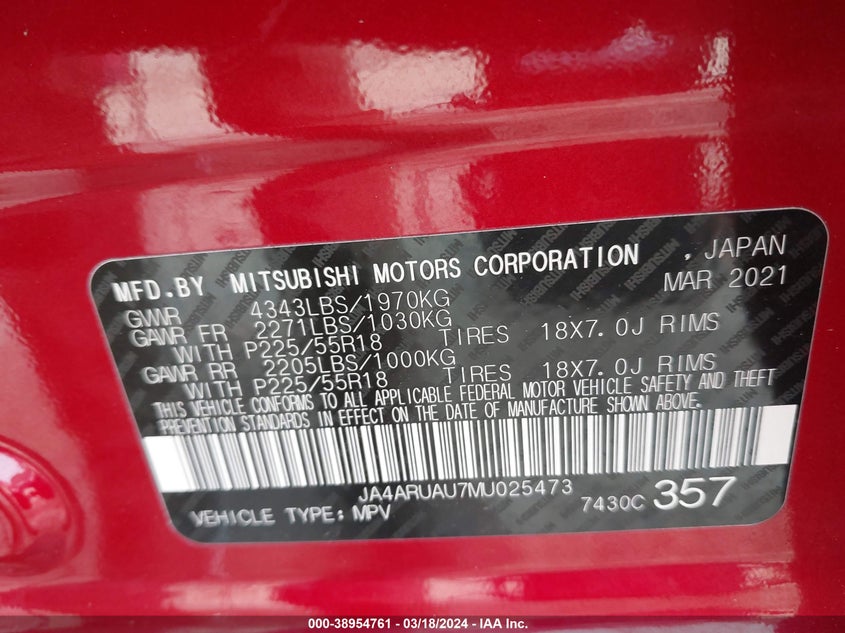 MFD.BY MITSUBISHI MOTORS CORPORATION , JAPAN
MAR 2021
GVWR 4343LBS/1970KG
GAWR FR 2271LBS/1030KG
WITH P225/55R18 TIRES 18X7.0J RIMS
GAWR RR 2205LBS/1000KG
WITH P225/55R18 TIRES 18X7.0J RIMS
THIS VEHICLE CONFORMS TO ALL APPLICABLE FEDERAL MOTOR VEHICLE SAFETY AND THEFT
PREVENTION STANDARDS IN EFFECT ON THE DATE OF MANUFACTURE SHOWN ABOVE.
JA4ARUAU7MU025473
VEHICLE TYPE: MPV 7430C 357
000-38954761 - 03/18/2024 - IAA Inc.